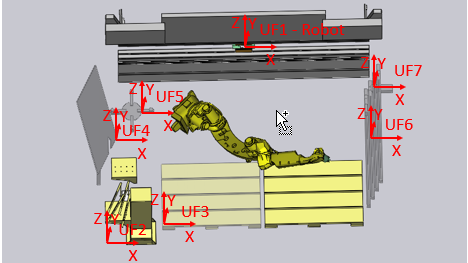 Z Y
UF1 - Robot
X
Z Y
UF7
X
Z Y
UF5
X
Z Y
UF4
X
Z Y
UF6
X
Z Y
UF3
X
Z Y
UF2
X